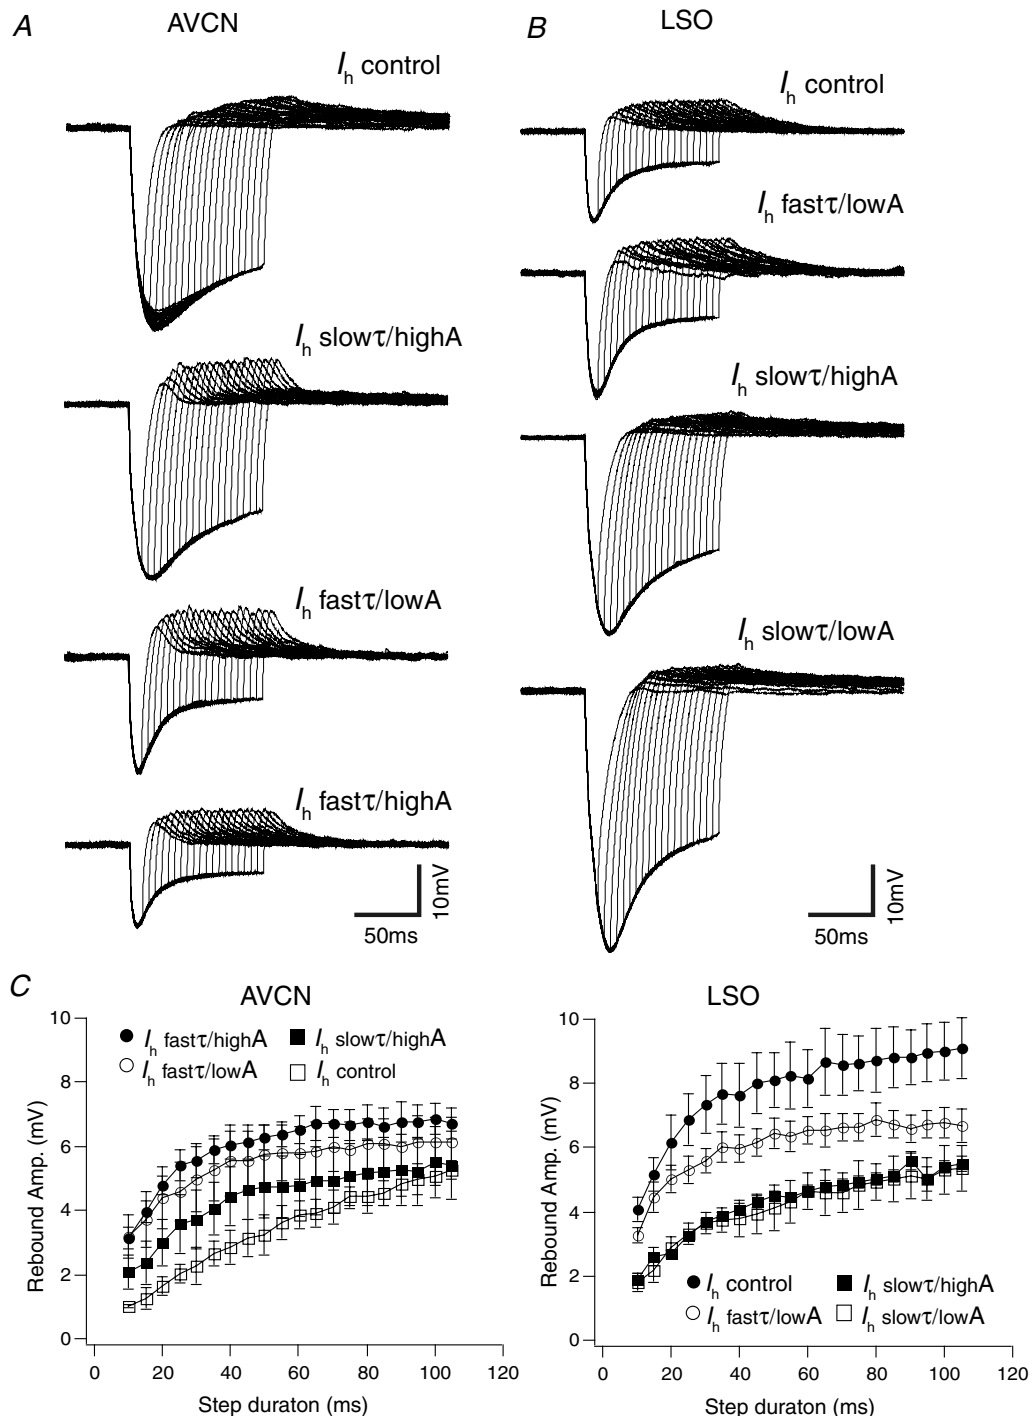 A
AVCN
Ih control
Ih slowτ/highA
Ih fastτ/lowA
Ih fastτ/highA
10mV
50ms
B
LSO
Ih control
Ih fastτ/lowA
Ih slowτ/highA
Ih slowτ/lowA
10mV
50ms
C
AVCN
Ih fastτ/highA
Ih slowτ/highA
Ih fastτ/lowA
Ih control
Rebound Amp. (mV)
10
8
6
4
2
0
0 20 40 60 80 100 120
Step duraton (ms)
LSO
Rebound Amp. (mV)
10
8
6
4
2
0
Ih control
Ih slowτ/highA
Ih fastτ/lowA
Ih slowτ/lowA
0 20 40 60 80 100 120
Step duraton (ms)